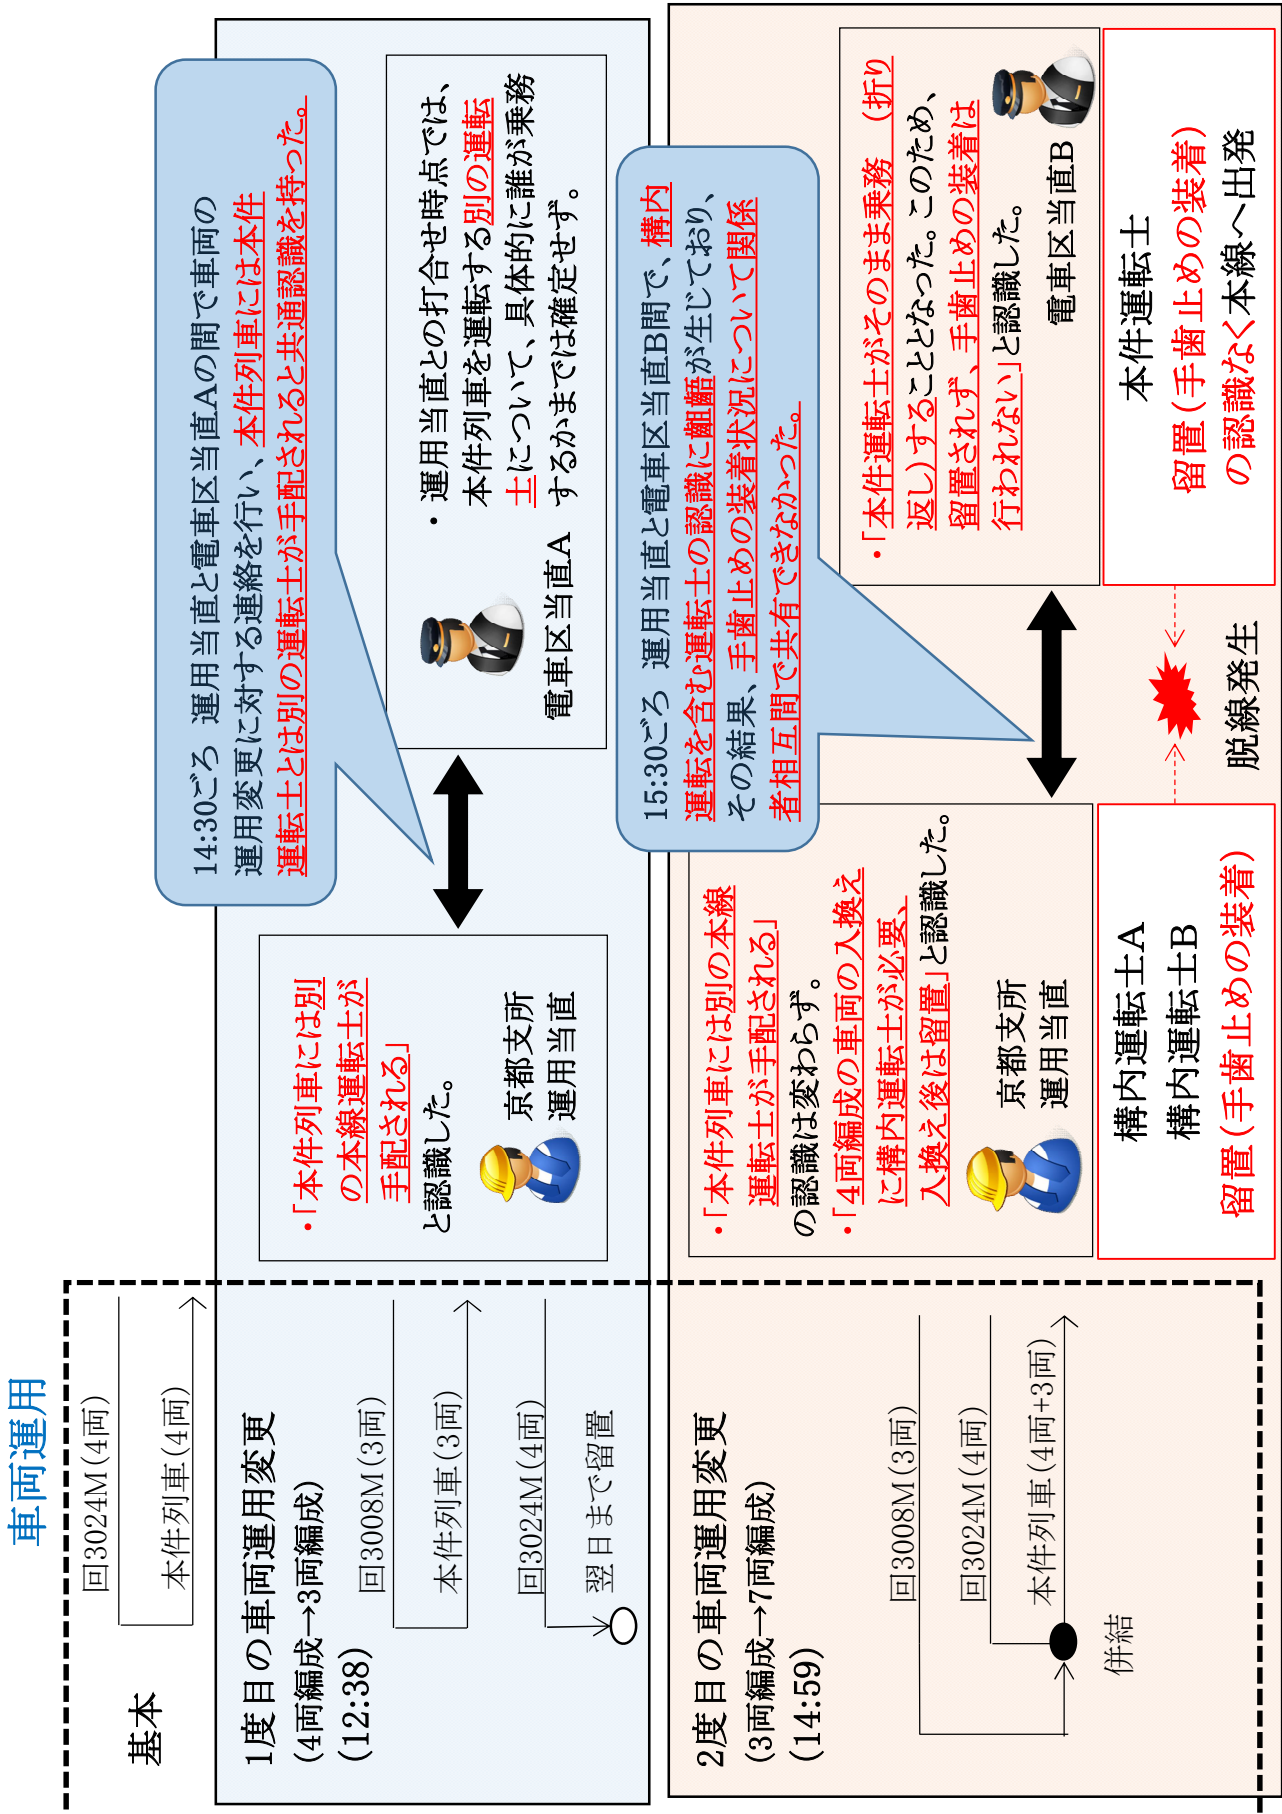 車両運用
基本
回3024M(4両)
本件列車(4両)
1度目の車両運用変更
(4両編成→3両編成)
(12:38)
回3008M(3両)
本件列車(3両)
回3024M(4両)
翌日まで留置
・「本件列車には別
の本線運転士が
手配される」
と認識した。
京都支所
運用当直
14:30ごろ 運用当直と電車区当直Aの間で車両の
運用変更に対する連絡を行い、本件列車には本件
運転士とは別の運転士が手配されると共通認識を持った。
・運用当直との打合せ時点では、
本件列車を運転する別の運転
士について、具体的に誰が乗務
するかまでは確定せず。
電車区当直A
2度目の車両運用変更
(3両編成→7両編成)
(14:59)
回3008M(3両)
回3024M(4両)
本件列車(4両+3両)
併結
・「本件列車には別の本線
運転士が手配される」
の認識は変わらず。
・「4両編成の車両の入換え
に構内運転士が必要、
入換え後は留置」と認識した。
京都支所
運用当直
15:30ごろ 運用当直と電車区当直B間で、構内
運転を含む運転士の認識に齟齬が生じており、
その結果、手歯止めの装着状況について関係
者相互間で共有できなかった。
・「本件運転士がそのまま乗務（折り
返し)することとなった。このため、
留置されず、手歯止めの装着は
行われない」と認識した。
電車区当直B
構内運転士A
構内運転士B
留置(手歯止めの装着)
脱線発生
本件運転士
留置(手歯止めの装着)
の認識なく本線へ出発